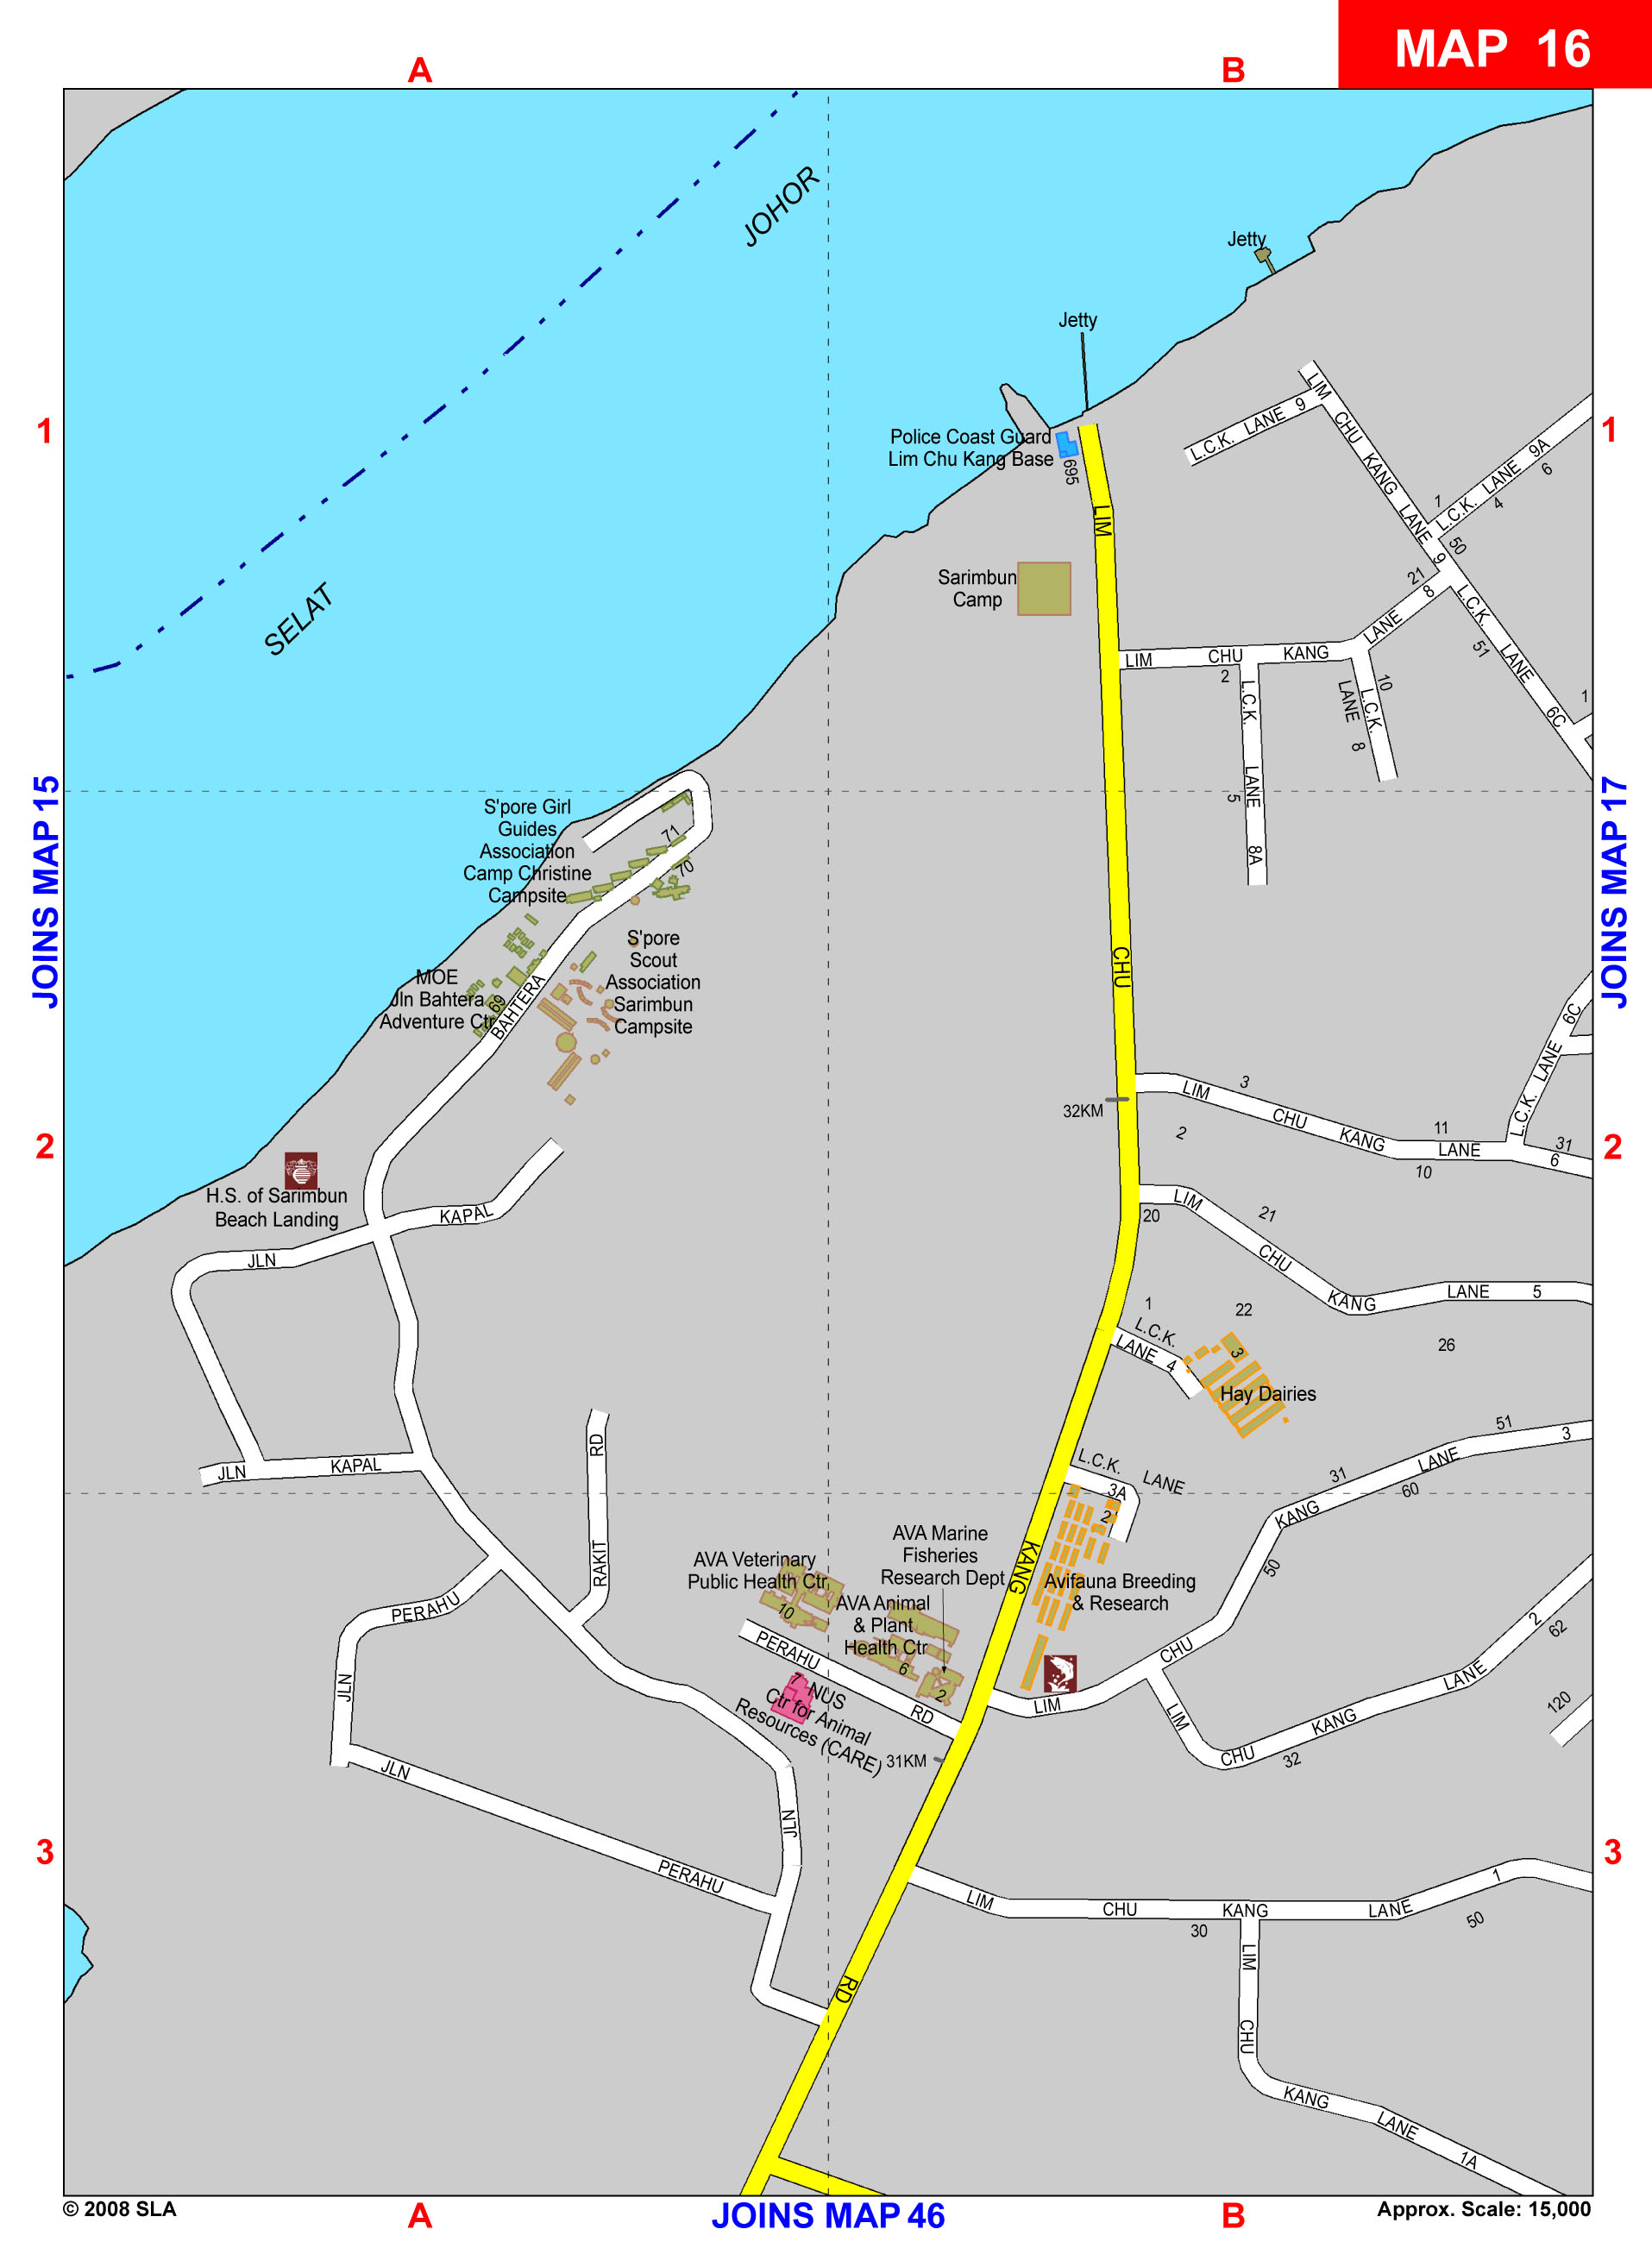 MAP 16
A
B
JOHOR
SELAT
Jetty
Jetty
1
1
Police Coast Guard
Lim Chu Kang Base
695
LIM
Sarimbun
Camp
LIM CHU KANG LANE 9
L.C.K. LANE 9
L.C.K. LANE 9A
1
4
6
50
21
LIM CHU KANG LANE 8
2
L.C.K. LANE 8
10
L.C.K. LANE 6C
51
1
L.C.K. LANE 8A
5
JOINS MAP 15
JOINS MAP 17
S'pore Girl
Guides
Association
Camp Christine
Campsite
71
70
S'pore
Scout
Association
Sarimbun
Campsite
MOE
Jln Bahtera
Adventure Ctr
69
BAHTERA
CHU
L.C.K. LANE 6C
32KM
LIM CHU KANG LANE 6
3
2
11
10
31
2
2
H.S. of Sarimbun
Beach Landing
JLN KAPAL
LIM CHU KANG LANE 5
20
21
22
26
1
L.C.K.
LANE 4
3
Hay Dairies
JLN KAPAL
RAKIT RD
L.C.K. LANE
3A
2
LIM CHU KANG LANE 3
51
31
60
50
KANG
AVA Marine
Fisheries
Research Dept
AVA Veterinary
Public Health Ctr
10
AVA Animal
& Plant
Health Ctr
6
2
Avifauna Breeding
& Research
PERAHU
JLN
PERAHU RD
7 NUS
Ctr for Animal
Resources (CARE)
31KM
LIM CHU KANG LANE 2
62
32
120
JLN PERAHU
JLN
3
3
LIM CHU KANG LANE 1
30
50
RD
LIM CHU KANG LANE 1A
© 2008 SLA
A
JOINS MAP 46
B
Approx. Scale: 15,000